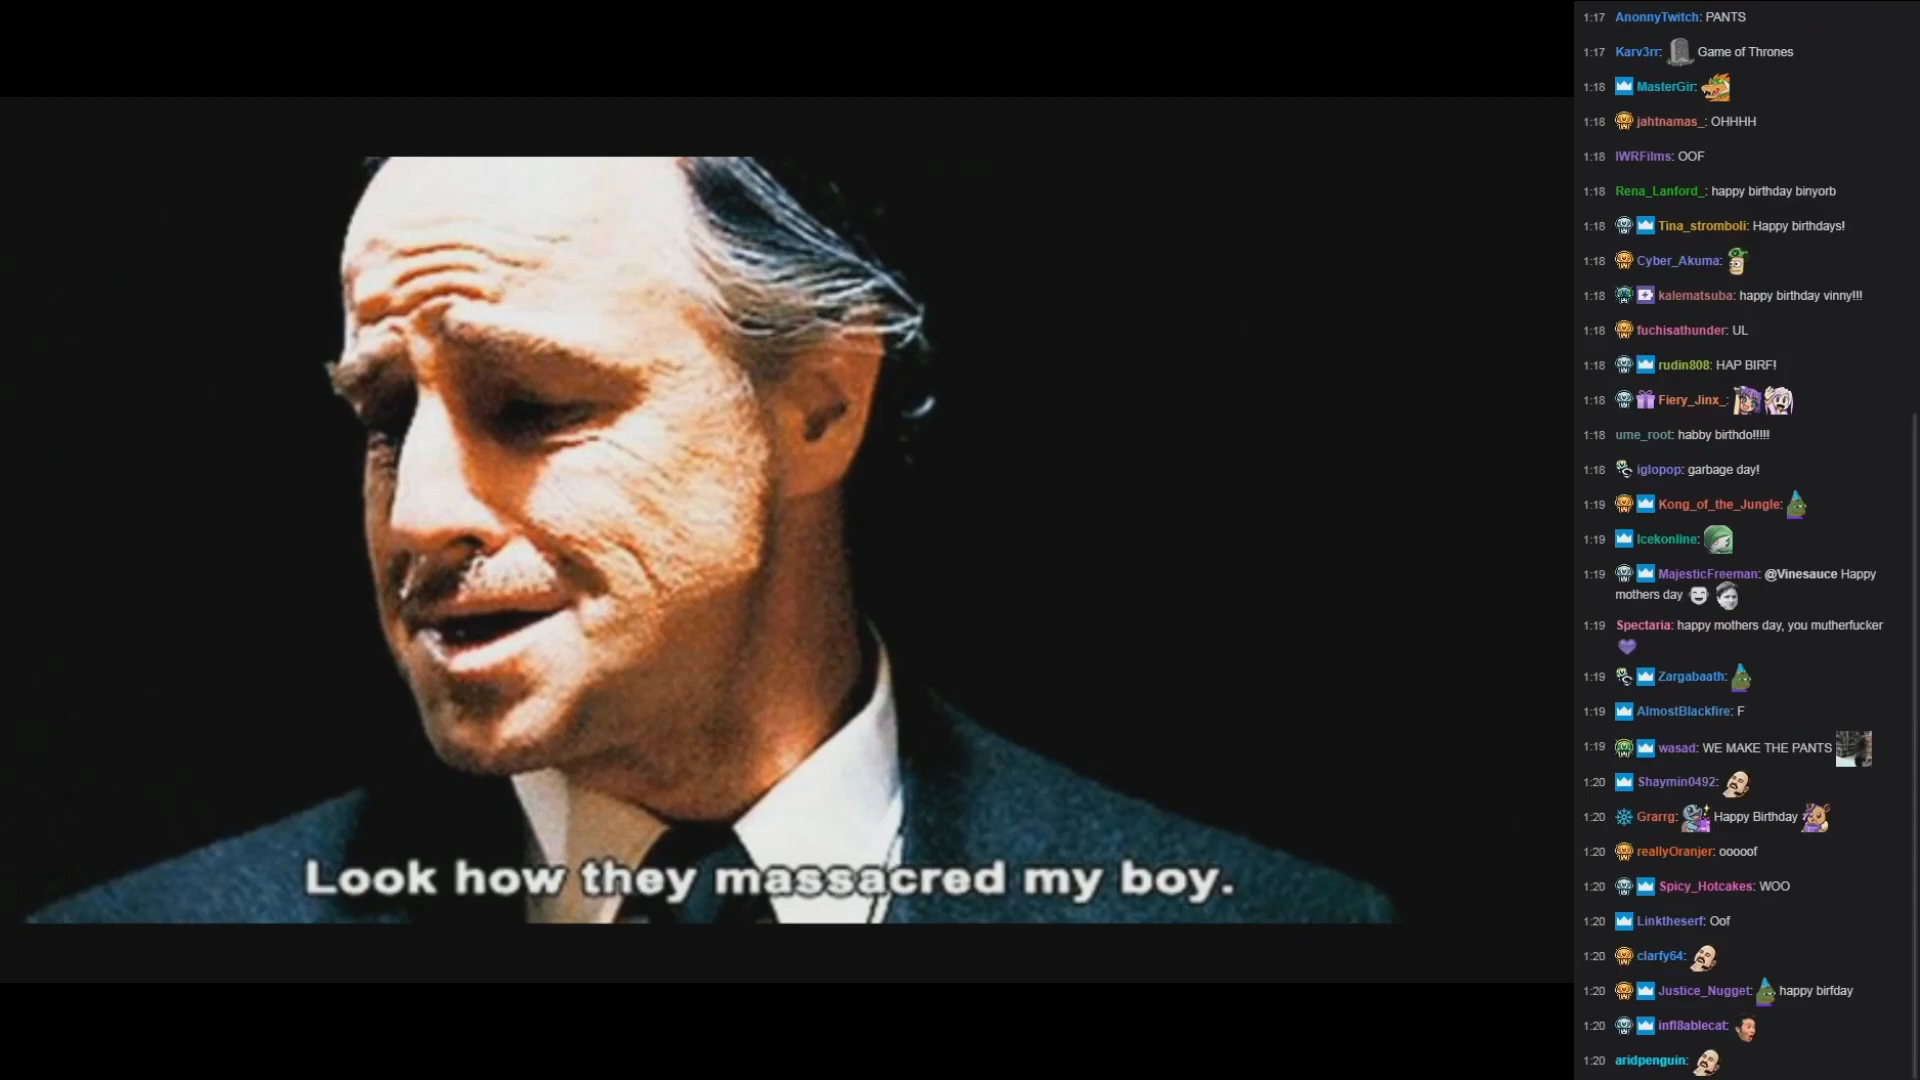 Look how they massacred my boy.
1:17 AnonnyTwitch: PANTS
1:17 Karv3rr: Game of Thrones
1:18 MasterGir:
1:18 jahtnamas_: OHHHH
1:18 IWRFilms: OOF
1:18 Rena_Lanford_: happy birthday binyorb
1:18 Tina_stromboli: Happy birthdays!
1:18 Cyber_Akuma:
1:18 kalematsuba: happy birthday vinny!!!
1:18 fuchisathunder: UL
1:18 rudin808: HAP BIRF!
1:18 Fiery_Jinx_:
1:18 ume_root: habby birthdo!!!!!
1:18 iglopop: garbage day!
1:19 Kong_of_the_Jungle:
1:19 Icekonline:
1:19 MajesticFreeman: @Vinesauce Happy
mothers day
1:19 Spectaria: happy mothers day, you mutherfucker
1:19 Zargabaath:
1:19 AlmostBlackfire: F
1:19 wasad: WE MAKE THE PANTS
1:20 Shaymin0492:
1:20 Grarrg: Happy Birthday
1:20 reallyOranjer: ooooof
1:20 Spicy_Hotcakes: WOO
1:20 Linktheserf: Oof
1:20 clarfy64:
1:20 Justice_Nugget: happy birfday
1:20 infl8ablecat:
1:20 aridpenguin: